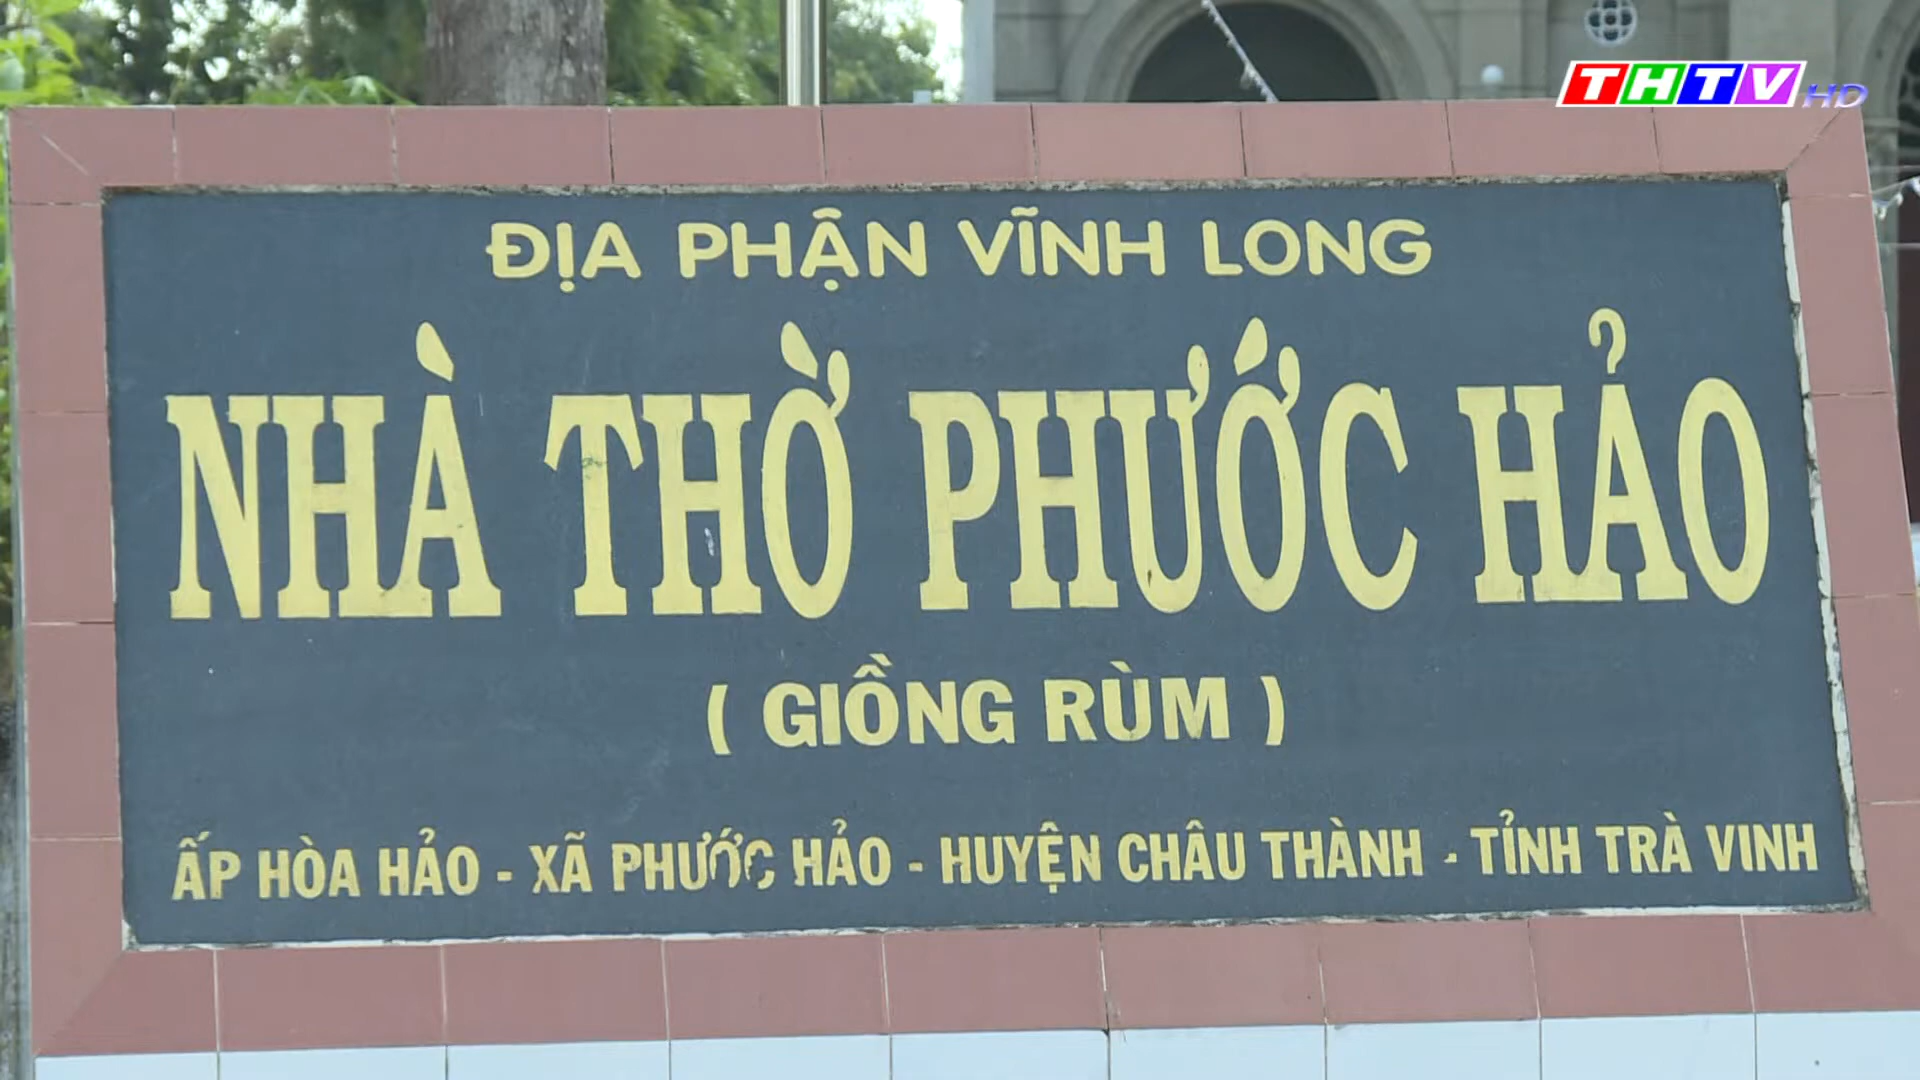 THTV HD
ĐỊA PHẬN VĨNH LONG
NHÀ THỜ PHƯỚC HẢO
( GIỒNG RÙM )
ẤP HÒA HẢO - XÃ PHƯỚC HẢO - HUYỆN CHÂU THÀNH - TỈNH TRÀ VINH